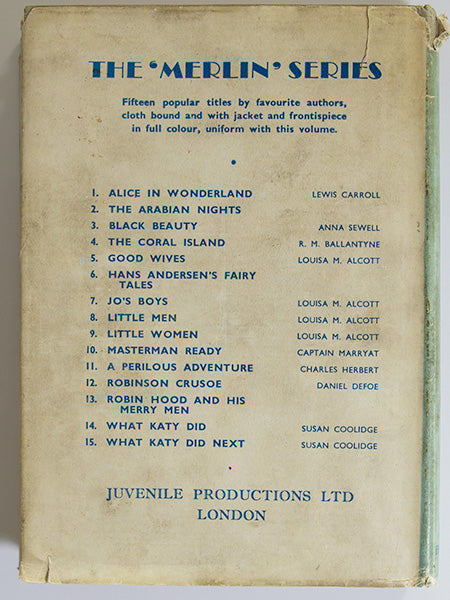 THE 'MERLIN' SERIES
Fifteen popular titles by favourite authors,
cloth bound and with jacket and frontispiece
in full colour, uniform with this volume.
1. ALICE IN WONDERLAND LEWIS CARROLL
2. THE ARABIAN NIGHTS
3. BLACK BEAUTY ANNA SEWELL
4. THE CORAL ISLAND R. M. BALLANTYNE
5. GOOD WIVES LOUISA M. ALCOTT
6. HANS ANDERSEN'S FAIRY
TALES
7. JO'S BOYS LOUISA M. ALCOTT
8. LITTLE MEN LOUISA M. ALCOTT
9. LITTLE WOMEN LOUISA M. ALCOTT
10. MASTERMAN READY CAPTAIN MARRYAT
11. A PERILOUS ADVENTURE CHARLES HERBERT
12. ROBINSON CRUSOE DANIEL DEFOE
13. ROBIN HOOD AND HIS
MERRY MEN
14. WHAT KATY DID SUSAN COOLIDGE
15. WHAT KATY DID NEXT SUSAN COOLIDGE
JUVENILE PRODUCTIONS LTD
LONDON